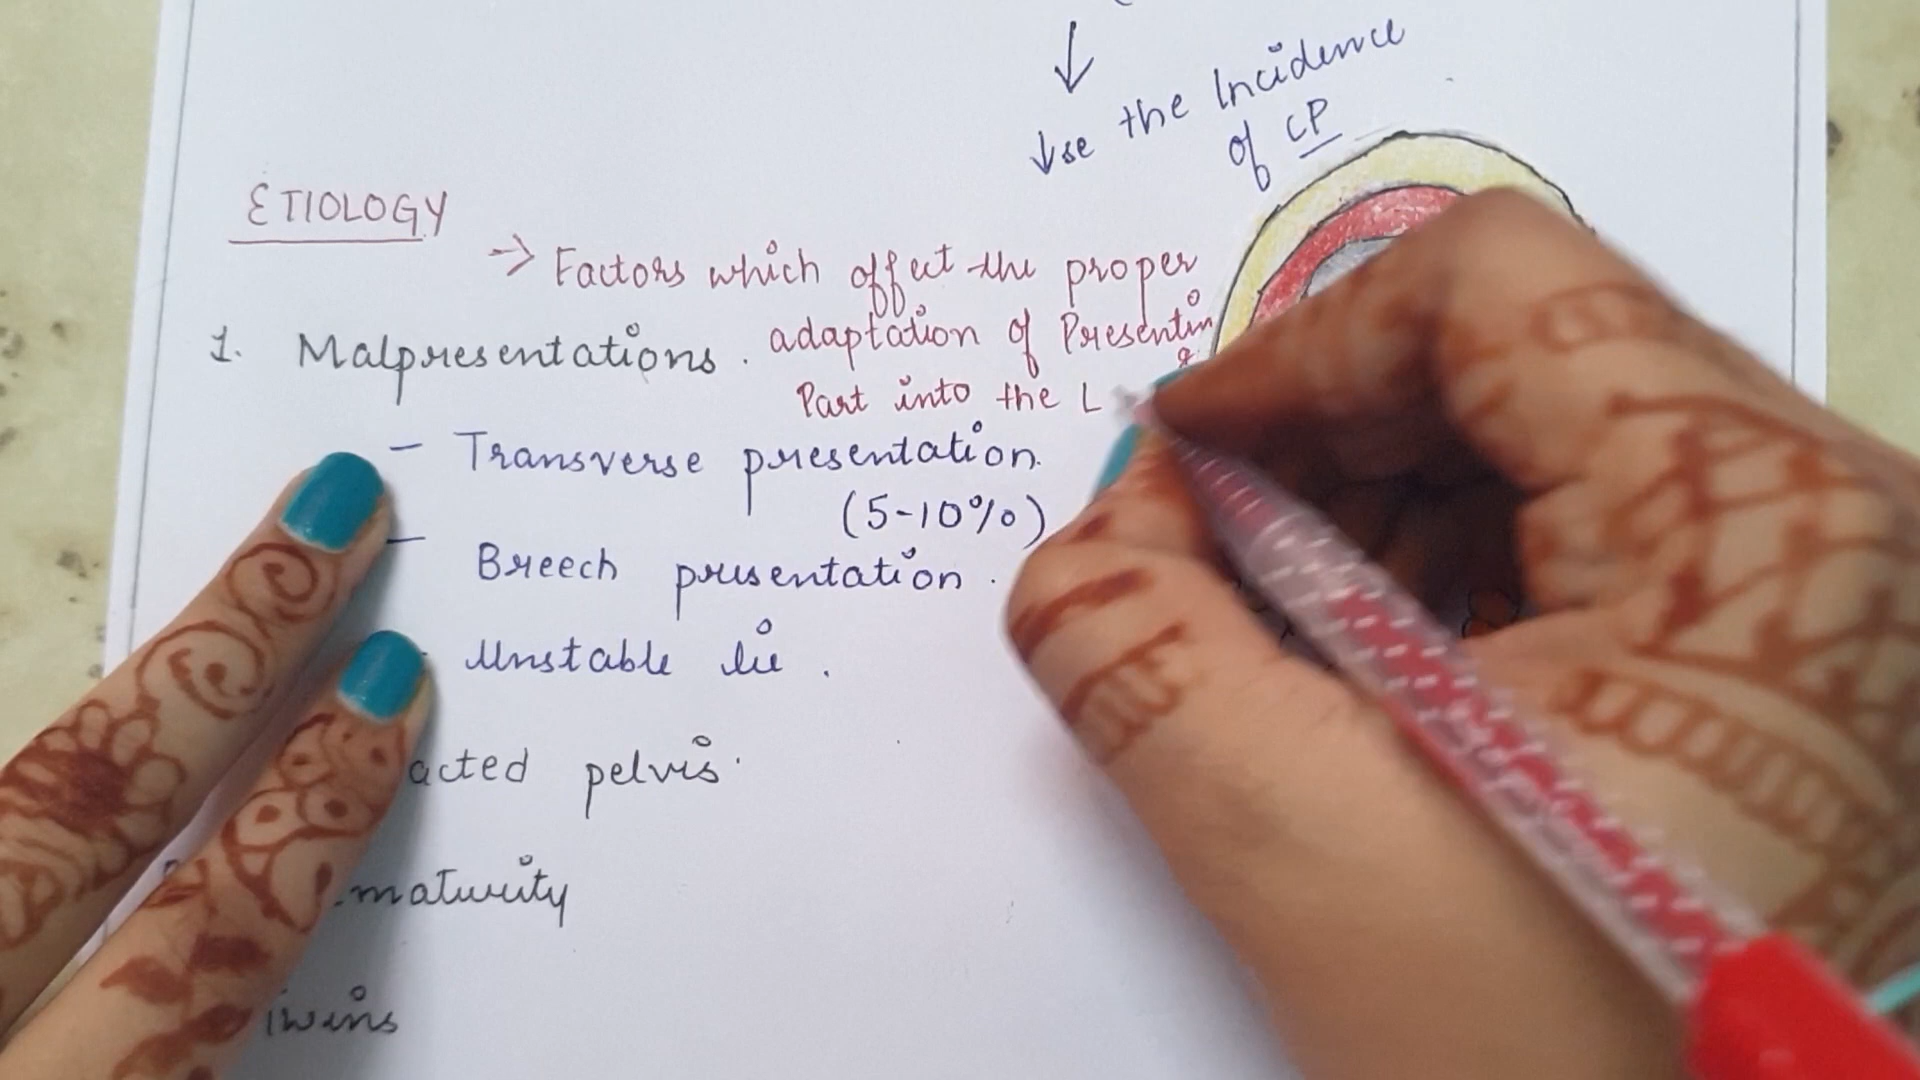 ↓
↓se the Incidence
of CP
ETIOLOGY
→ Factors which offect the proper
1. Malpresentations. adaptation of Presentin
g
Part into the L
- Transverse presentation.
(5-10%)
- Breech presentation.
Unstable lie.
acted pelvis.
maturity
Twins